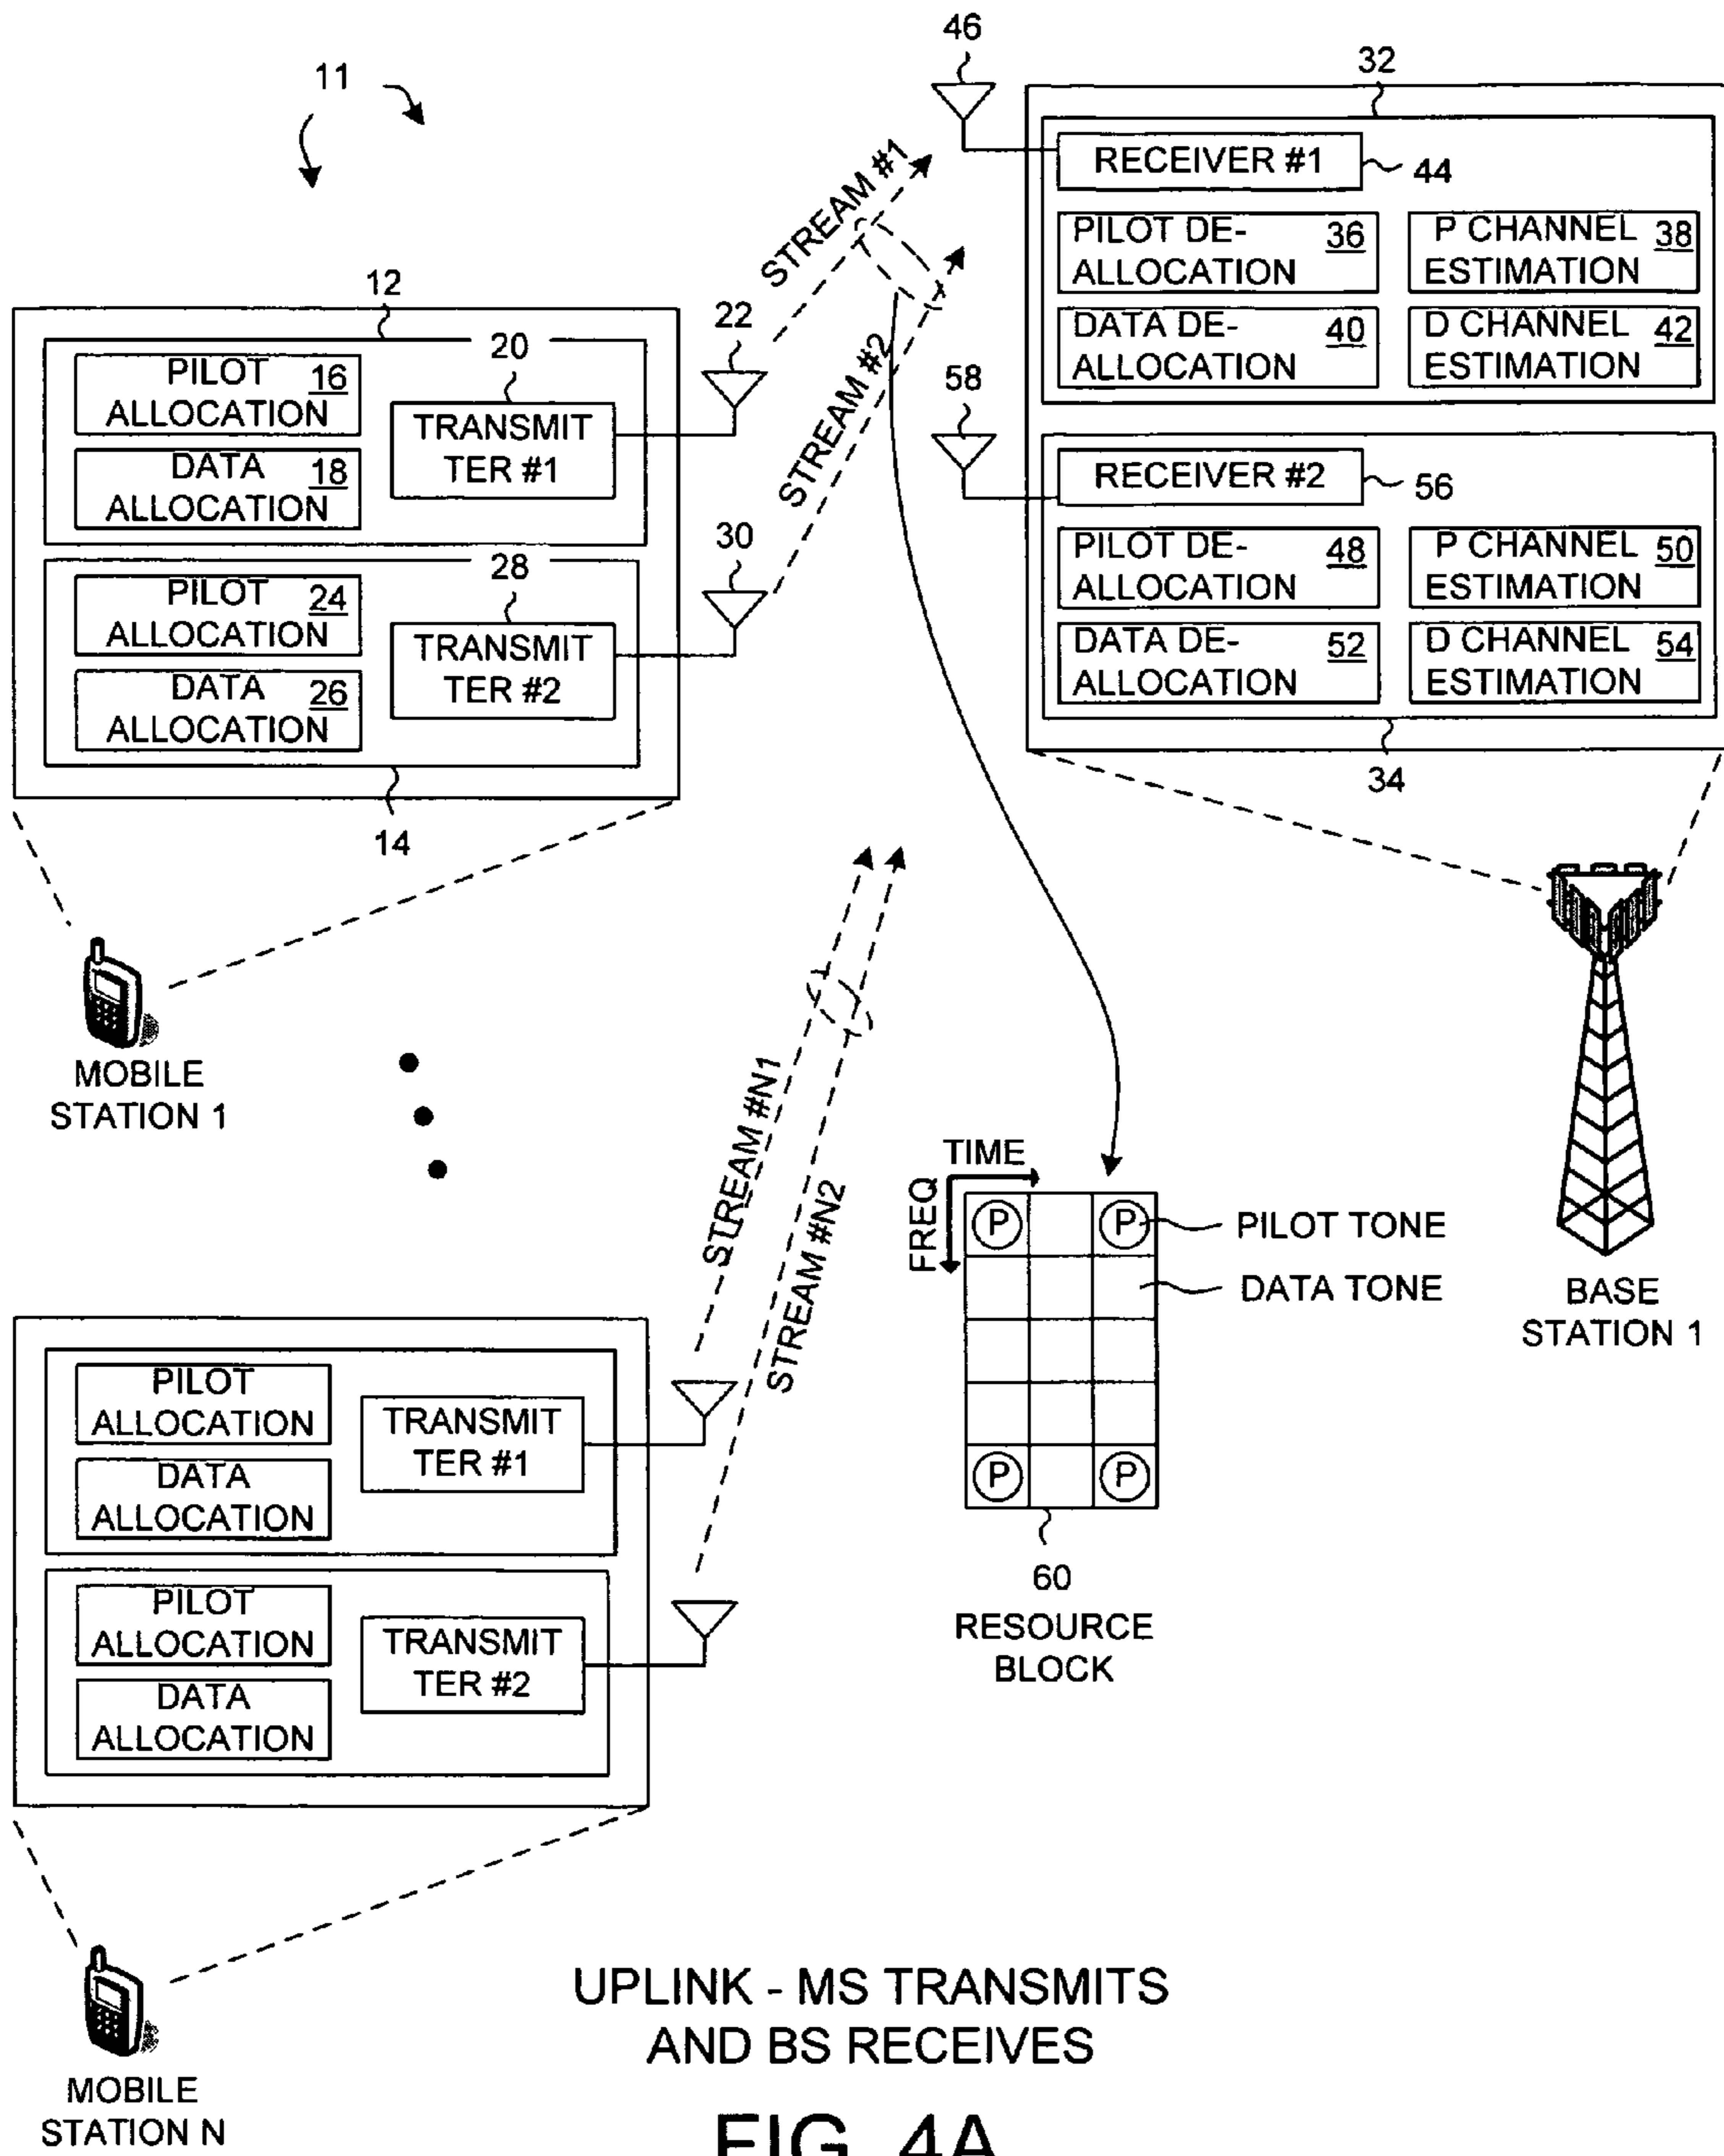 11
46
32
RECEIVER #1
44
PILOT DE-
ALLOCATION
36
P CHANNEL
ESTIMATION
38
DATA DE-
ALLOCATION
40
D CHANNEL
ESTIMATION
42
STREAM #1
STREAM #2
12
PILOT
ALLOCATION
16
DATA
ALLOCATION
18
20
TRANSMIT
TER #1
22
PILOT
ALLOCATION
24
DATA
ALLOCATION
26
28
TRANSMIT
TER #2
30
14
58
RECEIVER #2
56
PILOT DE-
ALLOCATION
48
P CHANNEL
ESTIMATION
50
DATA DE-
ALLOCATION
52
D CHANNEL
ESTIMATION
54
34
MOBILE
STATION 1
BASE
STATION 1
STREAM #N1
STREAM #N2
TIME
FREQ
P
P
PILOT TONE
DATA TONE
P
P
60
RESOURCE
BLOCK
PILOT
ALLOCATION
DATA
ALLOCATION
TRANSMIT
TER #1
PILOT
ALLOCATION
DATA
ALLOCATION
TRANSMIT
TER #2
MOBILE
STATION N
UPLINK - MS TRANSMITS
AND BS RECEIVES
FIG. 4A